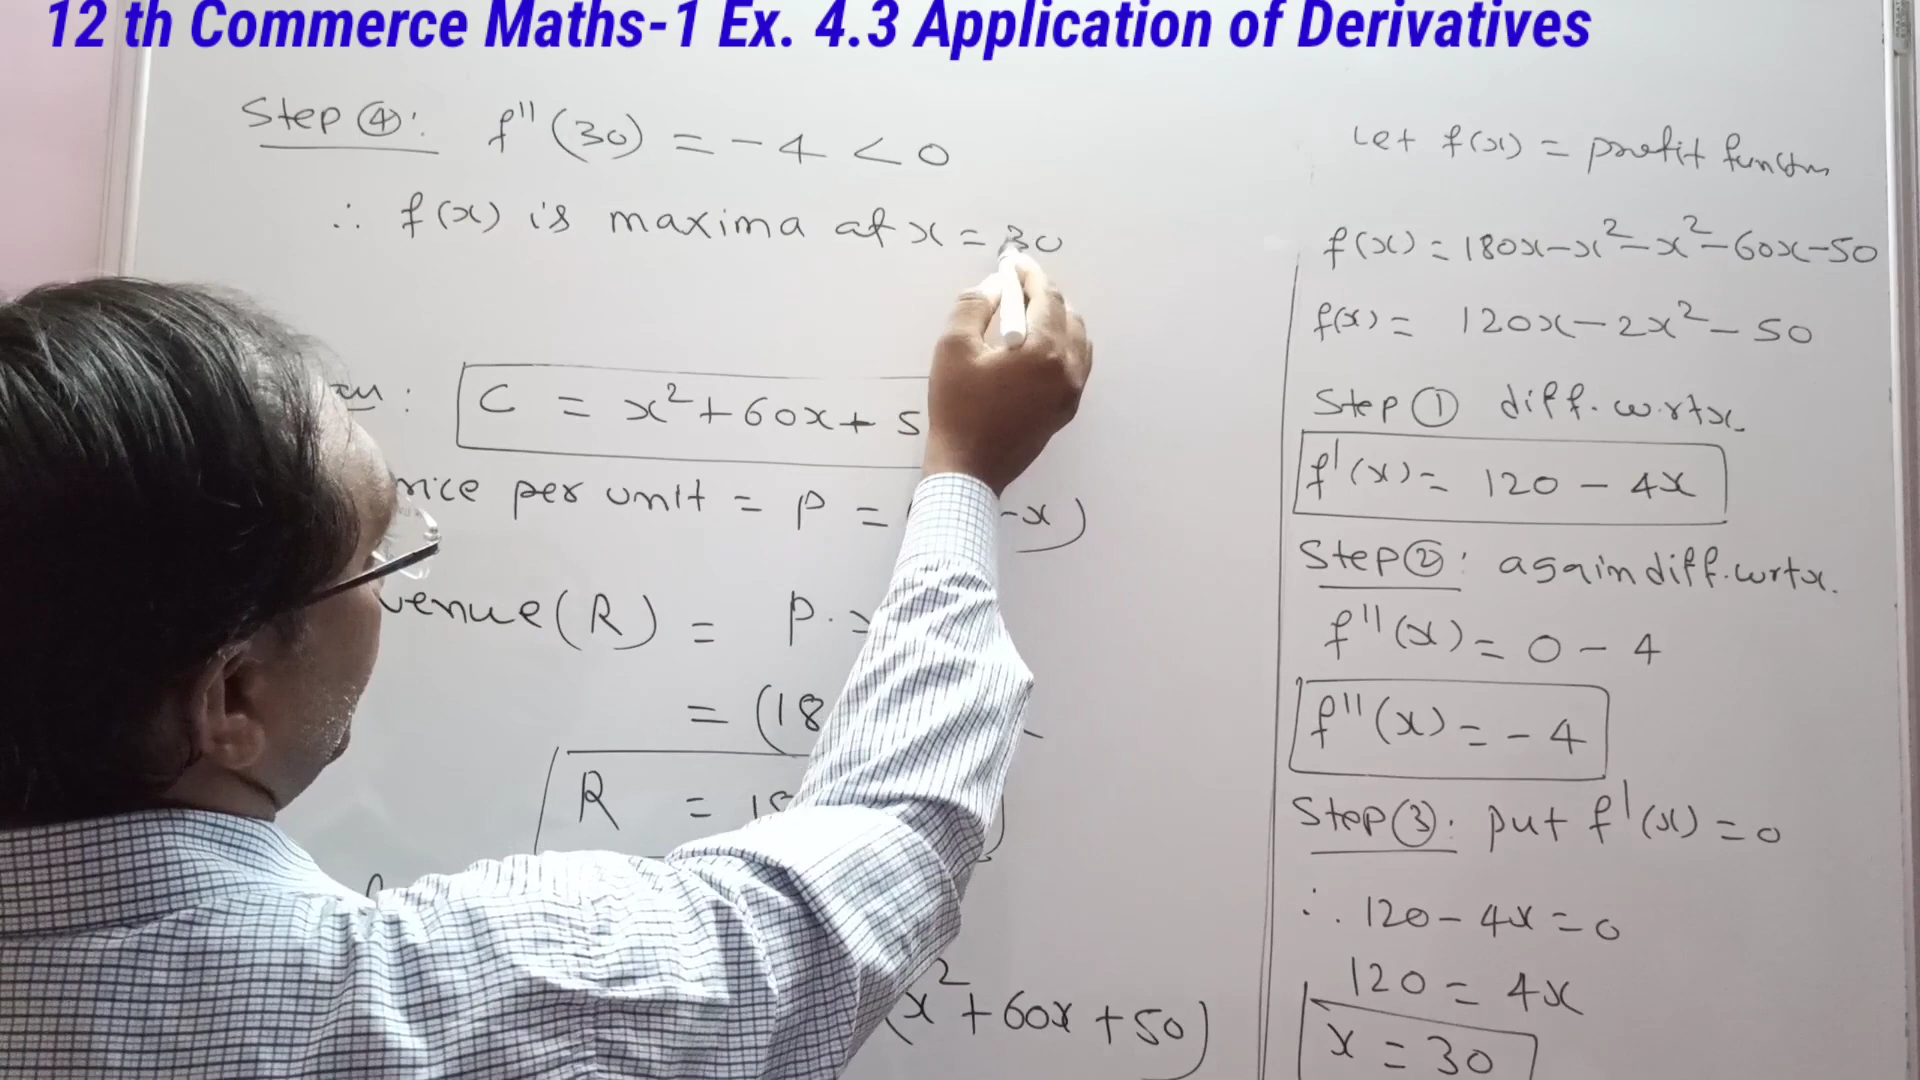 12 th Commerce Maths-1 Ex. 4.3 Application of Derivatives
Step ④: f''(30) = -4 < 0
∴ f(x) is maxima at x = 30
C = x² + 60x + 5
rice per unit = P = ( -x)
venue (R) = P.
= (18
R = 18
x² + 60x + 50)
Let f(x) = profit function
f(x) = 180x - x² - x² - 60x - 50
f(x) = 120x - 2x² - 50
Step ① diff. w.r.t x.
f'(x) = 120 - 4x
Step ②: again diff. w.r.t x.
f''(x) = 0 - 4
f''(x) = - 4
Step ③: put f'(x) = 0
∴ 120 - 4x = 0
120 = 4x
x = 30